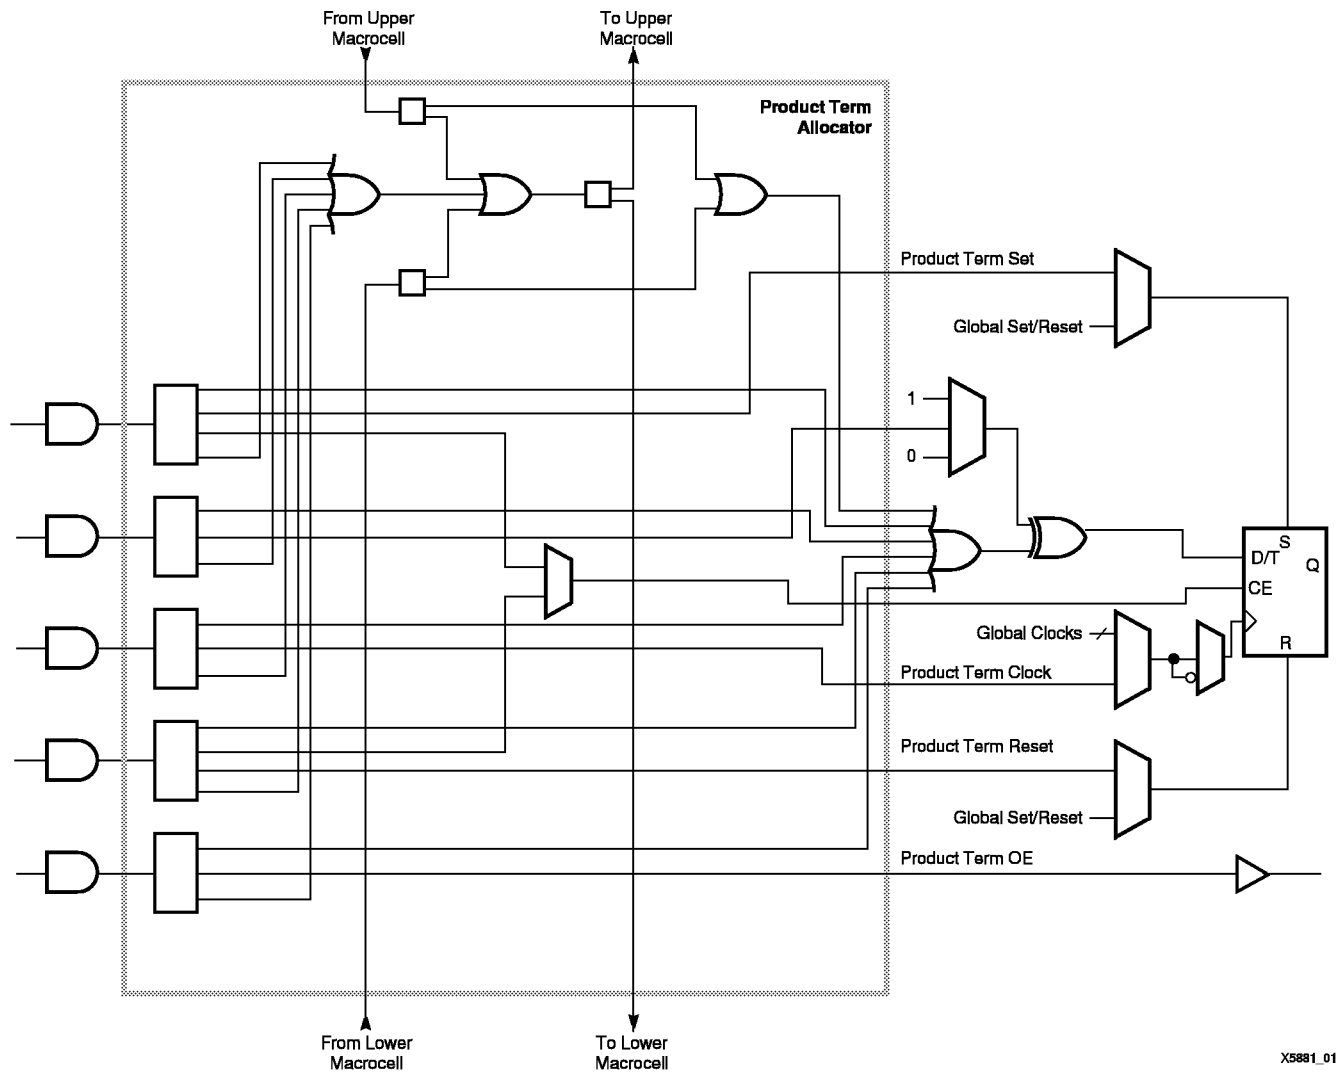 From Upper
Macrocell
To Upper
Macrocell
Product Term
Allocator
Product Term Set
Global Set/Reset
1
0
S
D/T
Q
CE
R
Global Clocks
Product Term Clock
Product Term Reset
Global Set/Reset
Product Term OE
From Lower
Macrocell
To Lower
Macrocell
X5881_01